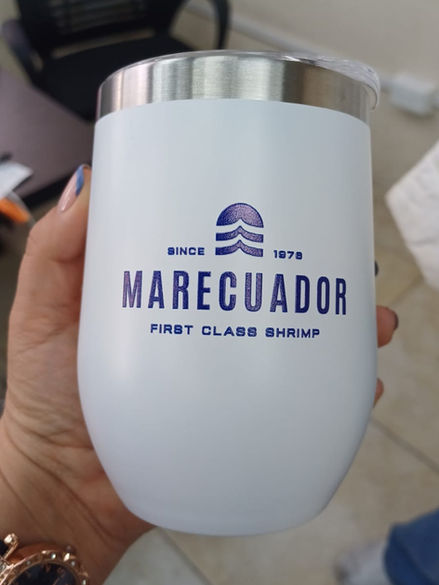 SINCE 1978
MARECUADOR
FIRST CLASS SHRIMP